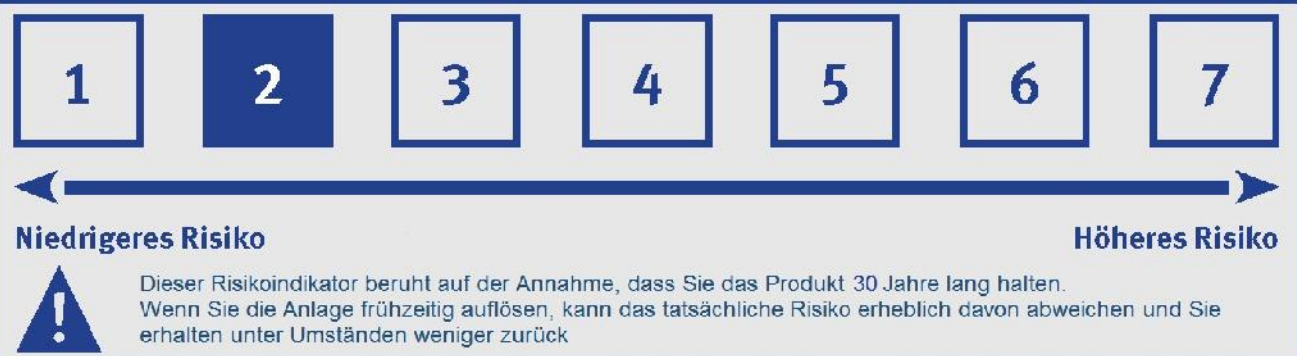 1 2 3 4 5 6 7
Niedrigeres Risiko Höheres Risiko
Dieser Risikoindikator beruht auf der Annahme, dass Sie das Produkt 30 Jahre lang halten.
Wenn Sie die Anlage frühzeitig auflösen, kann das tatsächliche Risiko erheblich davon abweichen und Sie
erhalten unter Umständen weniger zurück